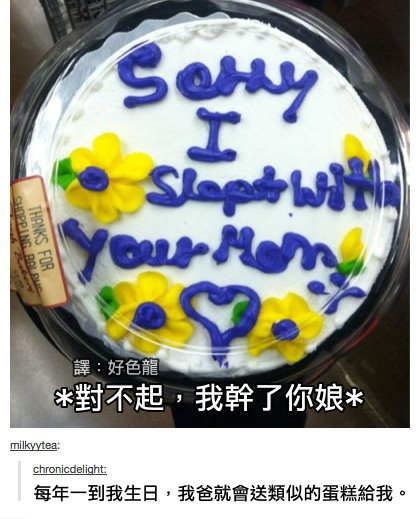 Sorry
I
Slept With
Your Mom
THANKS FOR
SHOPPING
譯：好色龍
*對不起，我幹了你娘*
milkyytea:
chronicdelight:
每年一到我生日，我爸就會送類似的蛋糕給我。